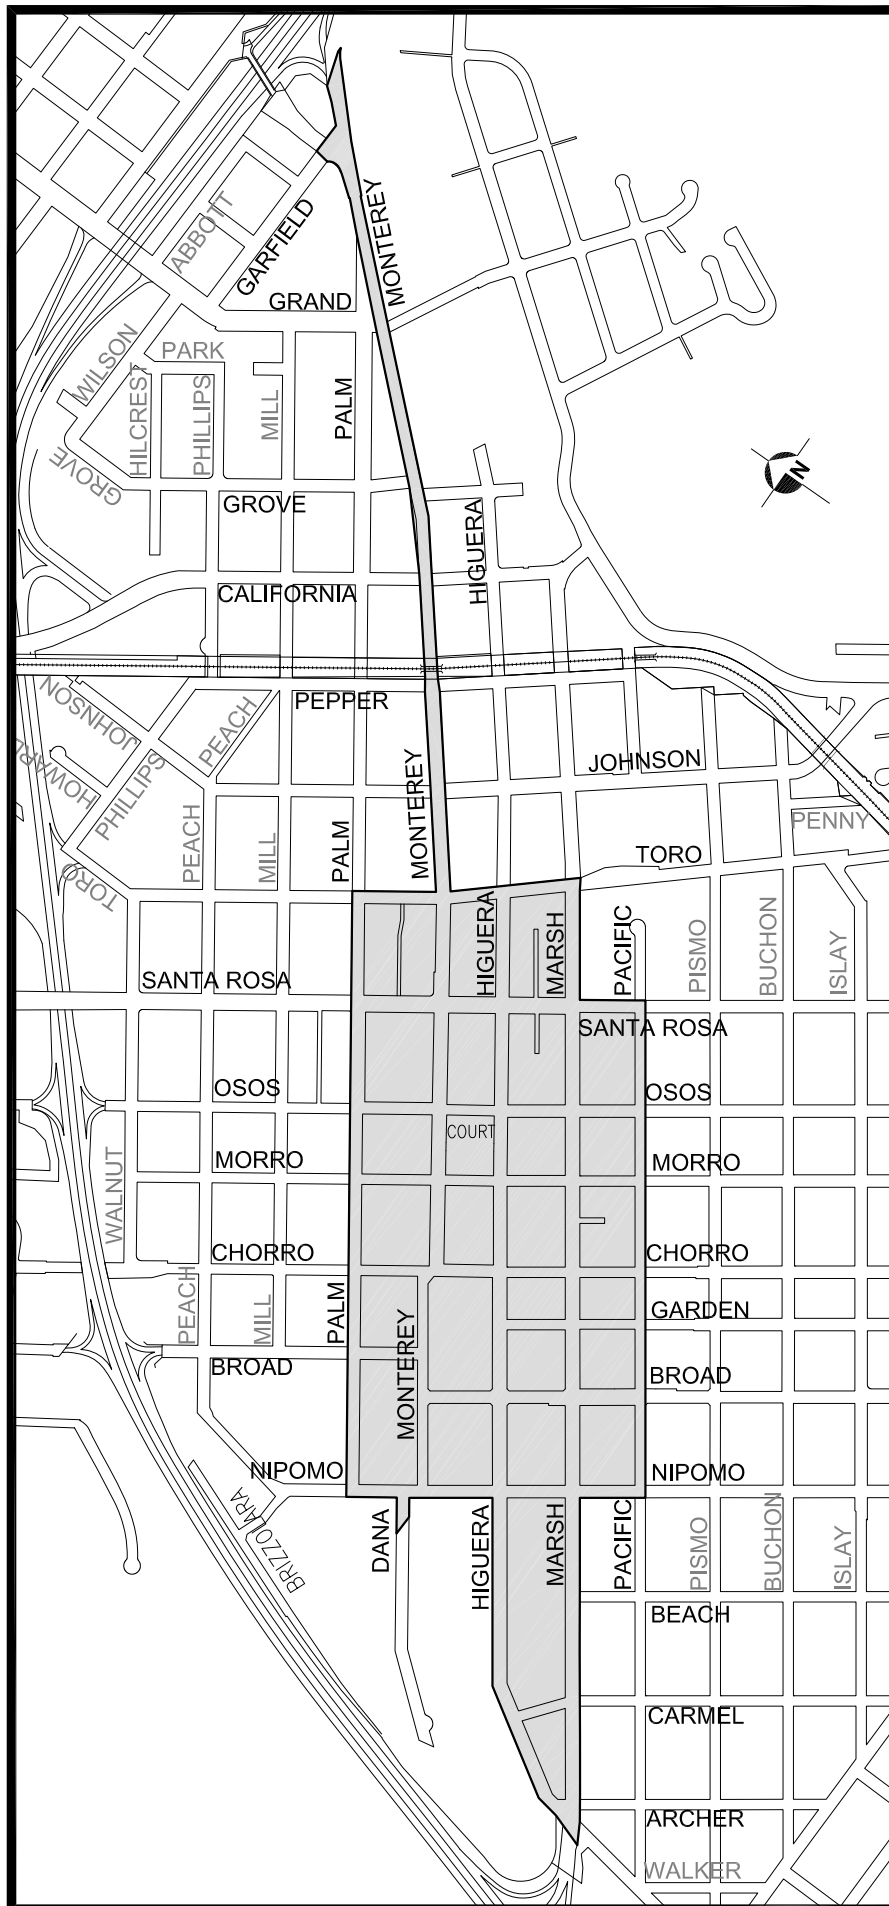 ABBOTT
GARFIELD
MONTEREY
GRAND
WILSON
PARK
HILCREST
PHILLIPS
MILL
PALM
GROVE
N
GROVE
HIGUERA
CALIFORNIA
JOHNSON
PEPPER
PEACH
HOWARD
PHILLIPS
JOHNSON
MONTEREY
PENNY
TORO
PEACH
MILL
PALM
TORO
HIGUERA
MARSH
PACIFIC
PISMO
BUCHON
ISLAY
SANTA ROSA
SANTA ROSA
OSOS
OSOS
COURT
WALNUT
MORRO
MORRO
CHORRO
CHORRO
PEACH
MILL
PALM
MONTEREY
GARDEN
BROAD
BROAD
NIPOMO
NIPOMO
BRIZZOLARA
DANA
HIGUERA
MARSH
PACIFIC
PISMO
BUCHON
ISLAY
BEACH
CARMEL
ARCHER
WALKER